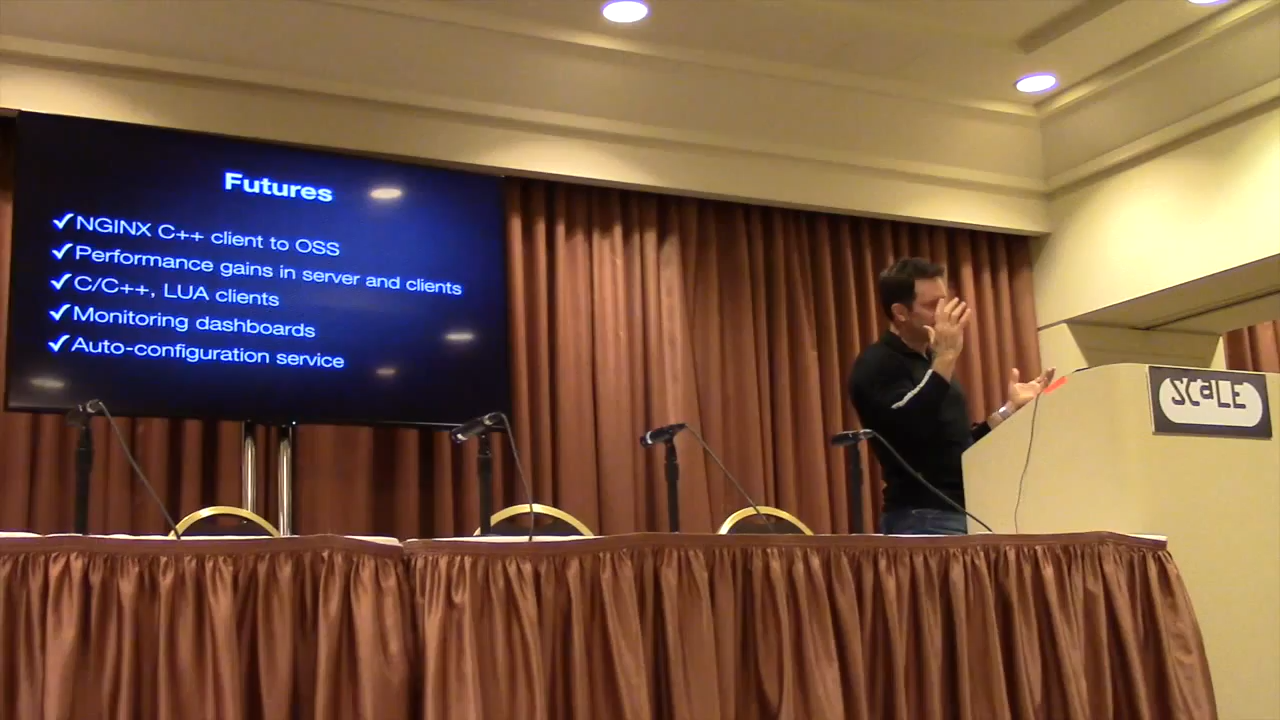 Futures
✓NGINX C++ client to OSS
✓Performance gains in server and clients
✓C/C++, LUA clients
✓Monitoring dashboards
✓Auto-configuration service
SCaLE